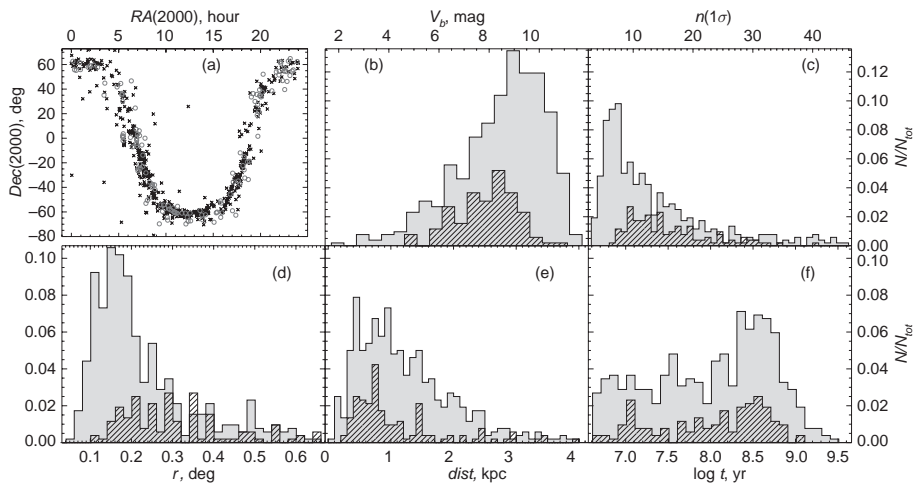 RA(2000), hour
V_b, mag
n(1σ)
0 5 10 15 20
2 4 6 8 10
10 20 30 40
(a)
(b)
(c)
60
40
20
0
−20
−40
−60
−80
Dec(2000), deg
0.12
0.10
0.08
0.06
0.04
0.02
0.00
N/N_tot
(d)
(e)
(f)
0.10
0.08
0.06
0.04
0.02
0.00
0.10
0.08
0.06
0.04
0.02
0.00
N/N_tot
0.1 0.2 0.3 0.4 0.5 0.6
0 1 2 3 4
7.0 7.5 8.0 8.5 9.0 9.5
r, deg
dist, kpc
log t, yr